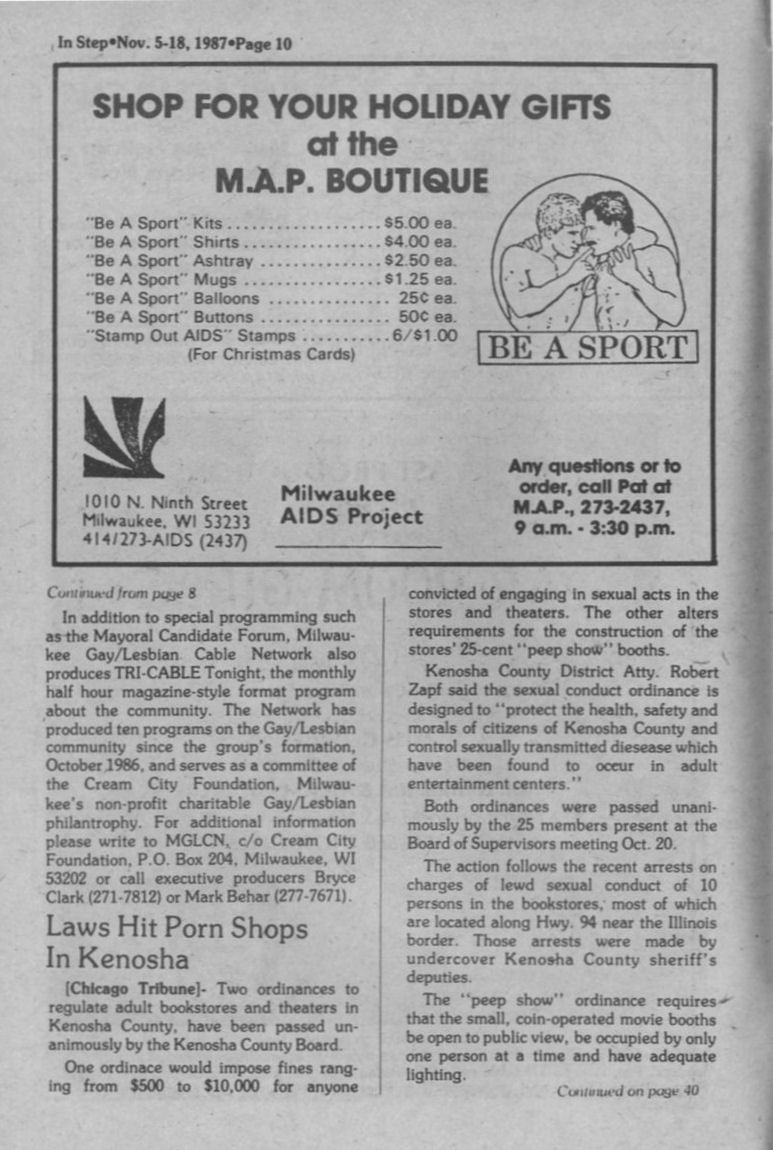 In Step•Nov. 5-18, 1987•Page 10
SHOP FOR YOUR HOLIDAY GIFTS
at the
M.A.P. BOUTIQUE
"Be A Sport" Kits .................. $5.00 ea.
"Be A Sport" Shirts ................ $4.00 ea.
"Be A Sport" Ashtray .............. $2.50 ea.
"Be A Sport" Mugs ................ $1.25 ea.
"Be A Sport" Balloons .............. 25¢ ea.
"Be A Sport" Buttons ............... 50¢ ea.
"Stamp Out AIDS" Stamps ........... 6/$1.00
(For Christmas Cards)
BE A SPORT
1010 N. Ninth Street
Milwaukee, WI 53233
414/273-AIDS (2437)
Milwaukee
AIDS Project
Any questions or to
order, call Pat at
M.A.P., 273-2437,
9 a.m. - 3:30 p.m.
Continued from page 8
In addition to special programming such
as the Mayoral Candidate Forum, Milwau-
kee Gay/Lesbian Cable Network also
produces TRI-CABLE Tonight, the monthly
half hour magazine-style format program
about the community. The Network has
produced ten programs on the Gay/Lesbian
community since the group's formation,
October 1986, and serves as a committee of
the Cream City Foundation, Milwau-
kee's non-profit charitable Gay/Lesbian
philantrophy. For additional information
please write to MGLCN, c/o Cream City
Foundation, P.O. Box 204, Milwaukee, WI
53202 or call executive producers Bryce
Clark (271-7812) or Mark Behar (277-7671).
Laws Hit Porn Shops
In Kenosha
[Chicago Tribune]- Two ordinances to
regulate adult bookstores and theaters in
Kenosha County, have been passed un-
animously by the Kenosha County Board.
One ordinace would impose fines rang-
ing from $500 to $10,000 for anyone
convicted of engaging in sexual acts in the
stores and theaters. The other alters
requirements for the construction of the
stores' 25-cent "peep show" booths.
Kenosha County District Atty. Robert
Zapf said the sexual conduct ordinance is
designed to "protect the health, safety and
morals of citizens of Kenosha County and
control sexually transmitted diesease which
have been found to occur in adult
entertainment centers."
Both ordinances were passed unani-
mously by the 25 members present at the
Board of Supervisors meeting Oct. 20.
The action follows the recent arrests on
charges of lewd sexual conduct of 10
persons in the bookstores, most of which
are located along Hwy. 94 near the Illinois
border. Those arrests were made by
undercover Kenosha County sheriff's
deputies.
The "peep show" ordinance requires
that the small, coin-operated movie booths
be open to public view, be occupied by only
one person at a time and have adequate
lighting.
Continued on page 40